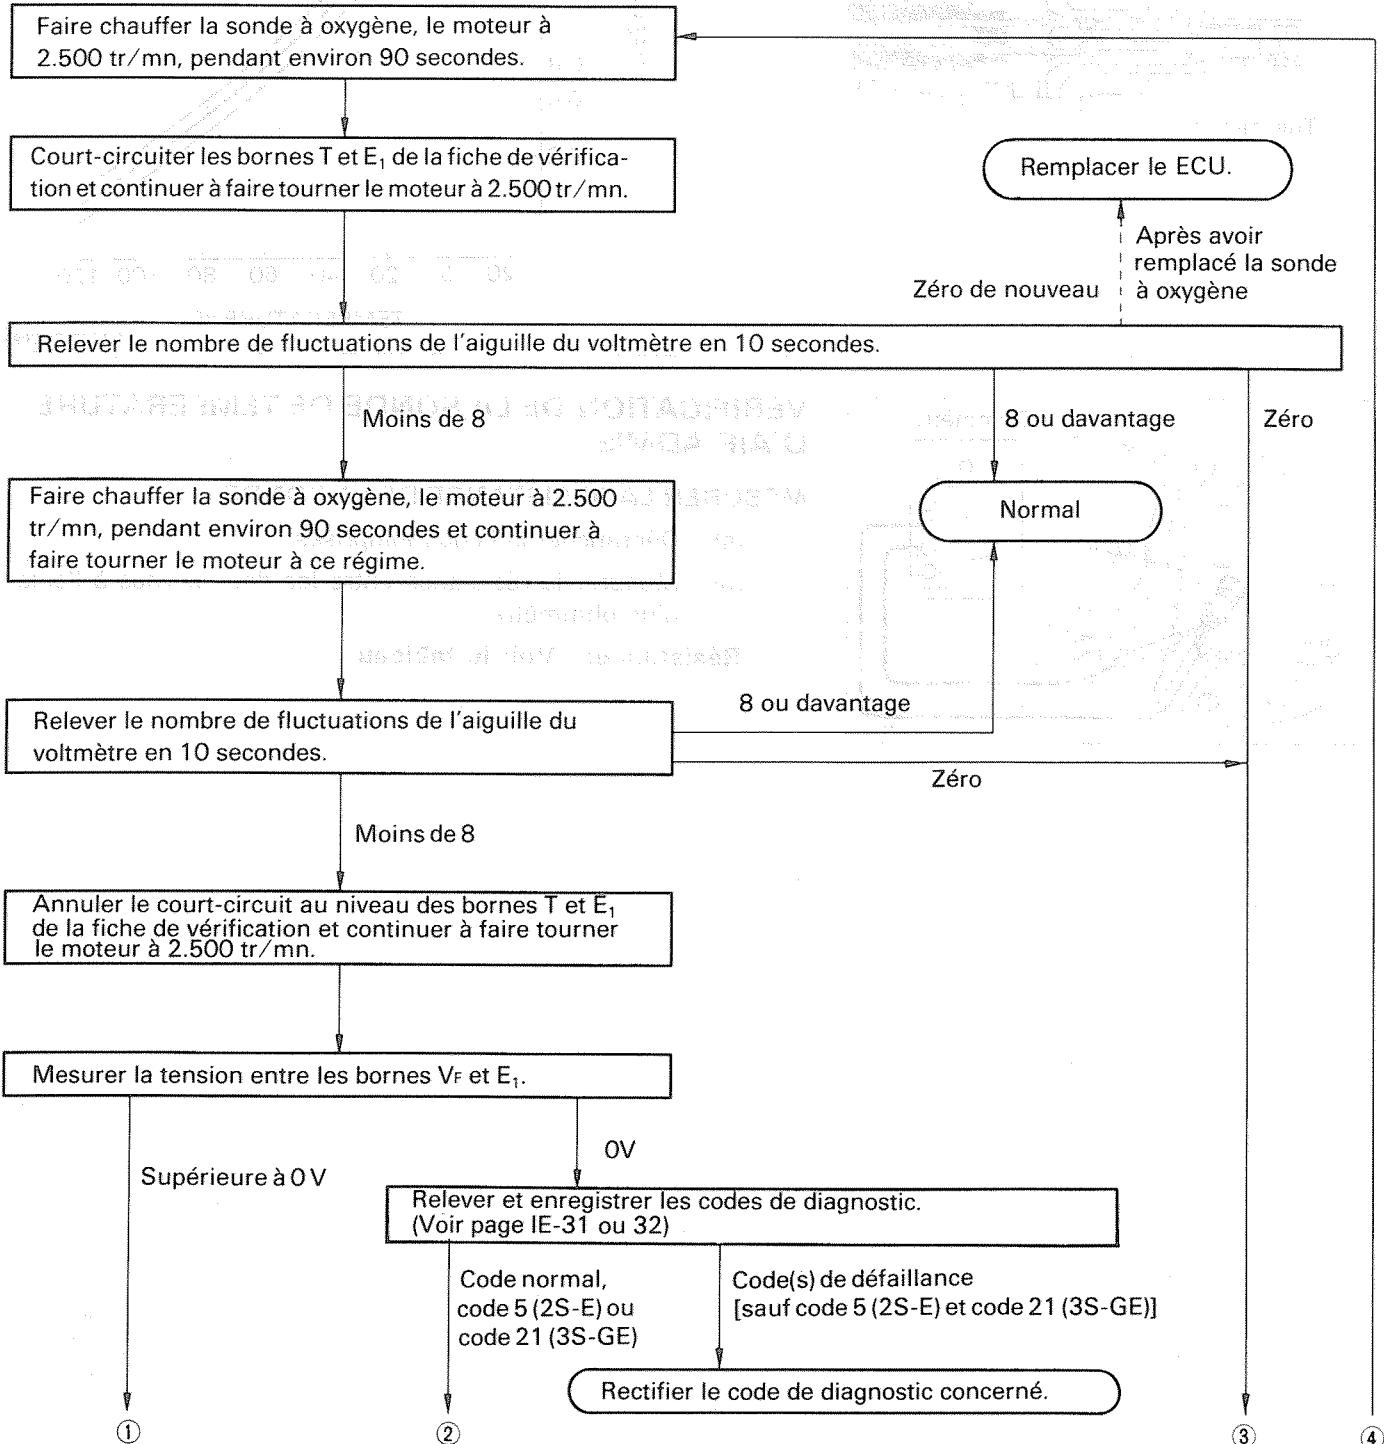 Faire chauffer la sonde à oxygène, le moteur à
2.500 tr/mn, pendant environ 90 secondes.
Court-circuiter les bornes T et E₁ de la fiche de vérifica-
tion et continuer à faire tourner le moteur à 2.500 tr/mn.
Remplacer le ECU.
Après avoir
remplacé la sonde
à oxygène
Zéro de nouveau
Relever le nombre de fluctuations de l'aiguille du voltmètre en 10 secondes.
Moins de 8
8 ou davantage
Zéro
Faire chauffer la sonde à oxygène, le moteur à 2.500
tr/mn, pendant environ 90 secondes et continuer à
faire tourner le moteur à ce régime.
Normal
Relever le nombre de fluctuations de l'aiguille du
voltmètre en 10 secondes.
8 ou davantage
Zéro
Moins de 8
Annuler le court-circuit au niveau des bornes T et E₁
de la fiche de vérification et continuer à faire tourner
le moteur à 2.500 tr/mn.
Mesurer la tension entre les bornes VF et E₁.
Supérieure à 0 V
0V
Relever et enregistrer les codes de diagnostic.
(Voir page IE-31 ou 32)
Code normal,
code 5 (2S-E) ou
code 21 (3S-GE)
Code(s) de défaillance
[sauf code 5 (2S-E) et code 21 (3S-GE)]
Rectifier le code de diagnostic concerné.
① ② ③ ④